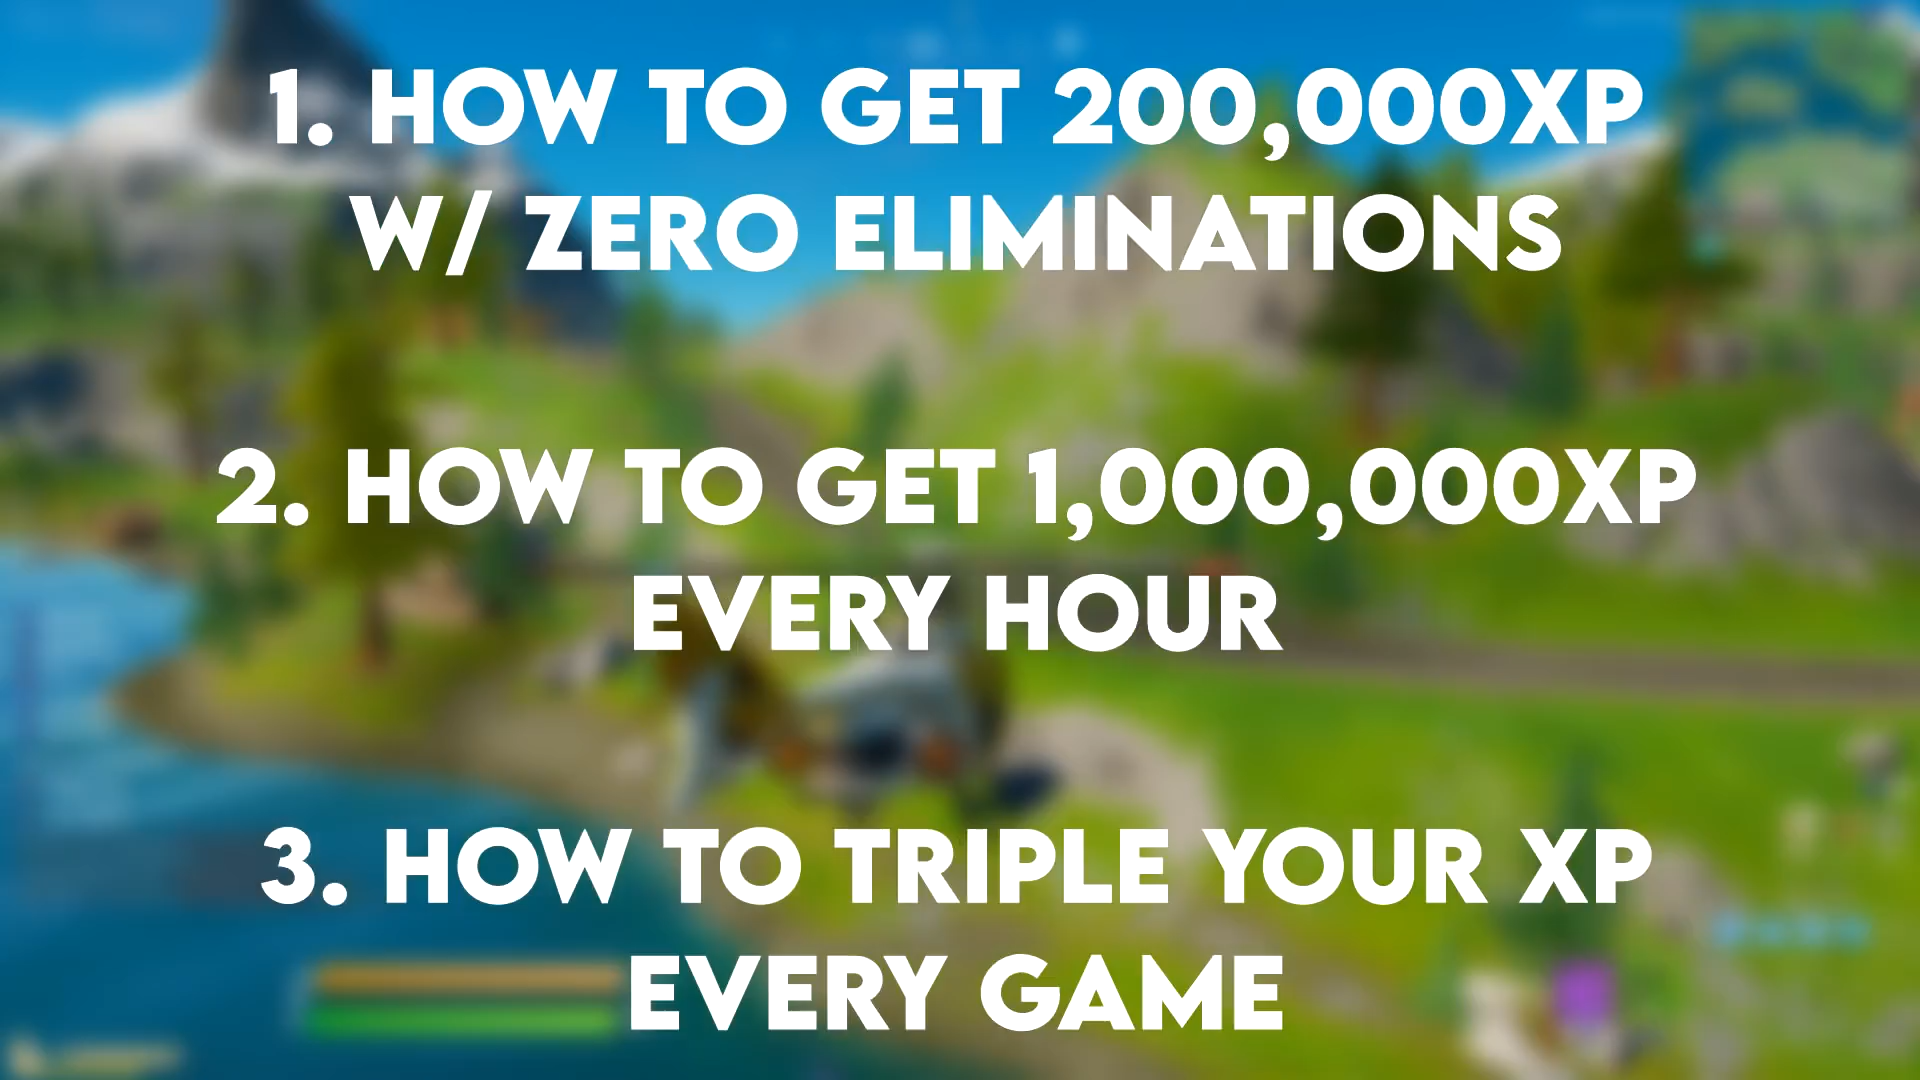 1. HOW TO GET 200,000XP
W/ ZERO ELIMINATIONS
2. HOW TO GET 1,000,000XP
EVERY HOUR
3. HOW TO TRIPLE YOUR XP
EVERY GAME